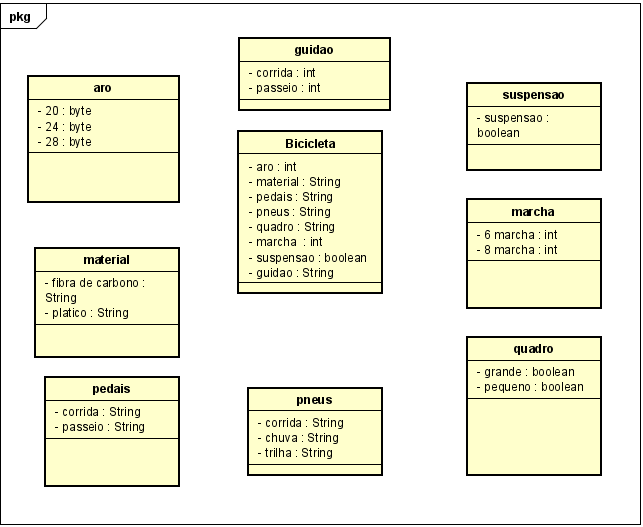 pkg
guidao
- corrida : int
- passeio : int
aro
- 20 : byte
- 24 : byte
- 28 : byte
suspensao
- suspensao :
boolean
Bicicleta
- aro : int
- material : String
- pedais : String
- pneus : String
- quadro : String
- marcha : int
- suspensao : boolean
- guidao : String
marcha
- 6 marcha : int
- 8 marcha : int
material
- fibra de carbono :
String
- platico : String
quadro
- grande : boolean
- pequeno : boolean
pedais
- corrida : String
- passeio : String
pneus
- corrida : String
- chuva : String
- trilha : String